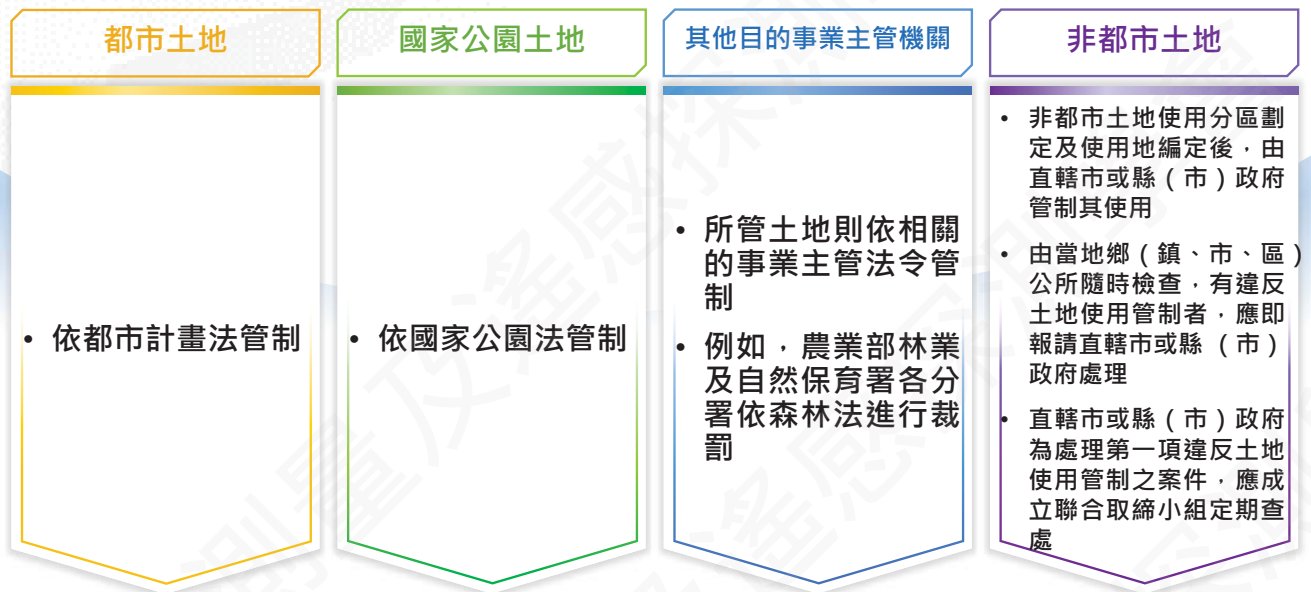 都市土地
• 依都市計畫法管制
國家公園土地
• 依國家公園法管制
其他目的事業主管機關
• 所管土地則依相關
的事業主管法令管
制
• 例如，農業部林業
及自然保育署各分
署依森林法進行裁
罰
非都市土地
• 非都市土地使用分區劃
定及使用地編定後，由
直轄市或縣（市）政府
管制其使用
• 由當地鄉（鎮、市、區）
公所隨時檢查，有違反
土地使用管制者，應即
報請直轄市或縣 （市）
政府處理
• 直轄市或縣（市）政府
為處理第一項違反土地
使用管制之案件，應成
立聯合取締小組定期查
處